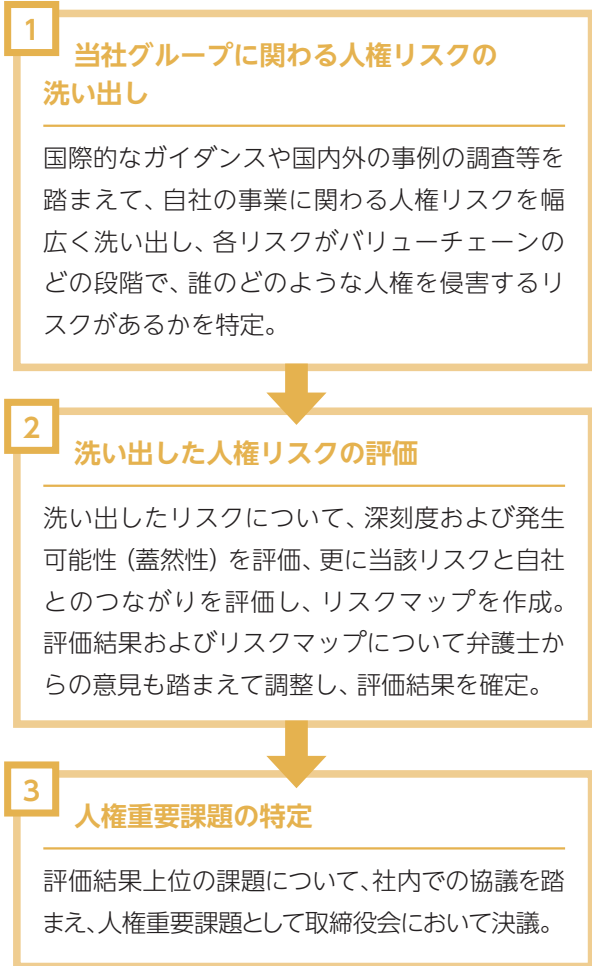 1
当社グループに関わる人権リスクの
洗い出し
国際的なガイダンスや国内外の事例の調査等を
踏まえて、自社の事業に関わる人権リスクを幅
広く洗い出し、各リスクがバリューチェーンの
どの段階で、誰のどのような人権を侵害するリ
スクがあるかを特定。
2
洗い出した人権リスクの評価
洗い出したリスクについて、深刻度および発生
可能性（蓋然性）を評価、更に当該リスクと自社
とのつながりを評価し、リスクマップを作成。
評価結果およびリスクマップについて弁護士か
らの意見も踏まえて調整し、評価結果を確定。
3
人権重要課題の特定
評価結果上位の課題について、社内での協議を踏
まえ、人権重要課題として取締役会において決議。